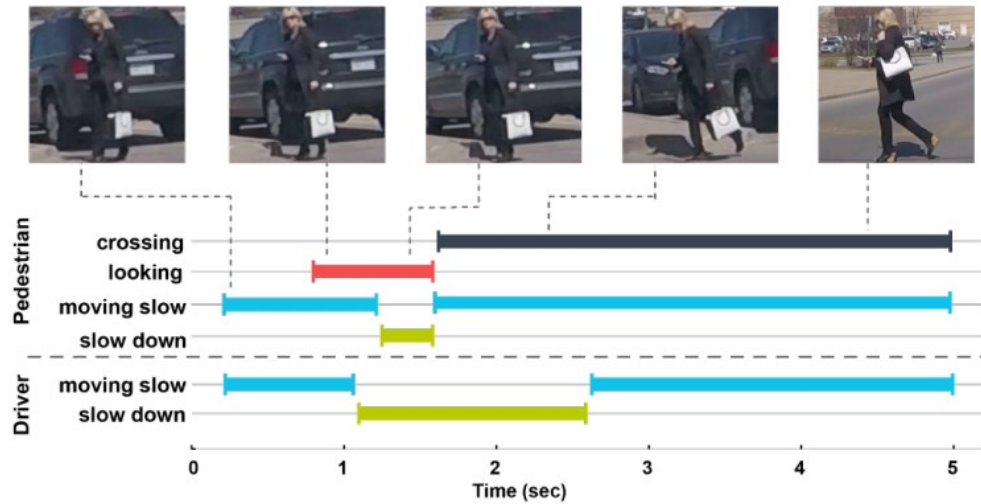 Pedestrian
crossing
looking
moving slow
slow down
Driver
moving slow
slow down
0 1 2 3 4 5
Time (sec)